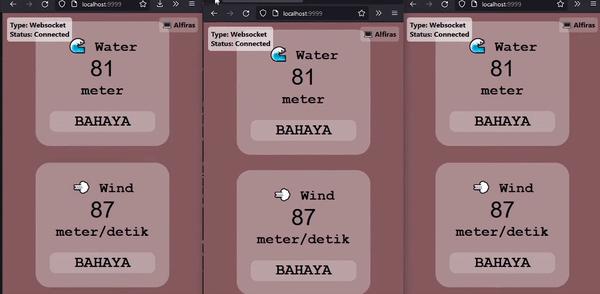 localhost:9999
Type: Websocket
Status: Connected
Alfiras
Water
81
meter
BAHAYA
Wind
87
meter/detik
BAHAYA
localhost:9999
Type: Websocket
Status: Connected
Alfiras
Water
81
meter
BAHAYA
Wind
87
meter/detik
BAHAYA
localhost:9999
Type: Websocket
Status: Connected
Alfiras
Water
81
meter
BAHAYA
Wind
87
meter/detik
BAHAYA